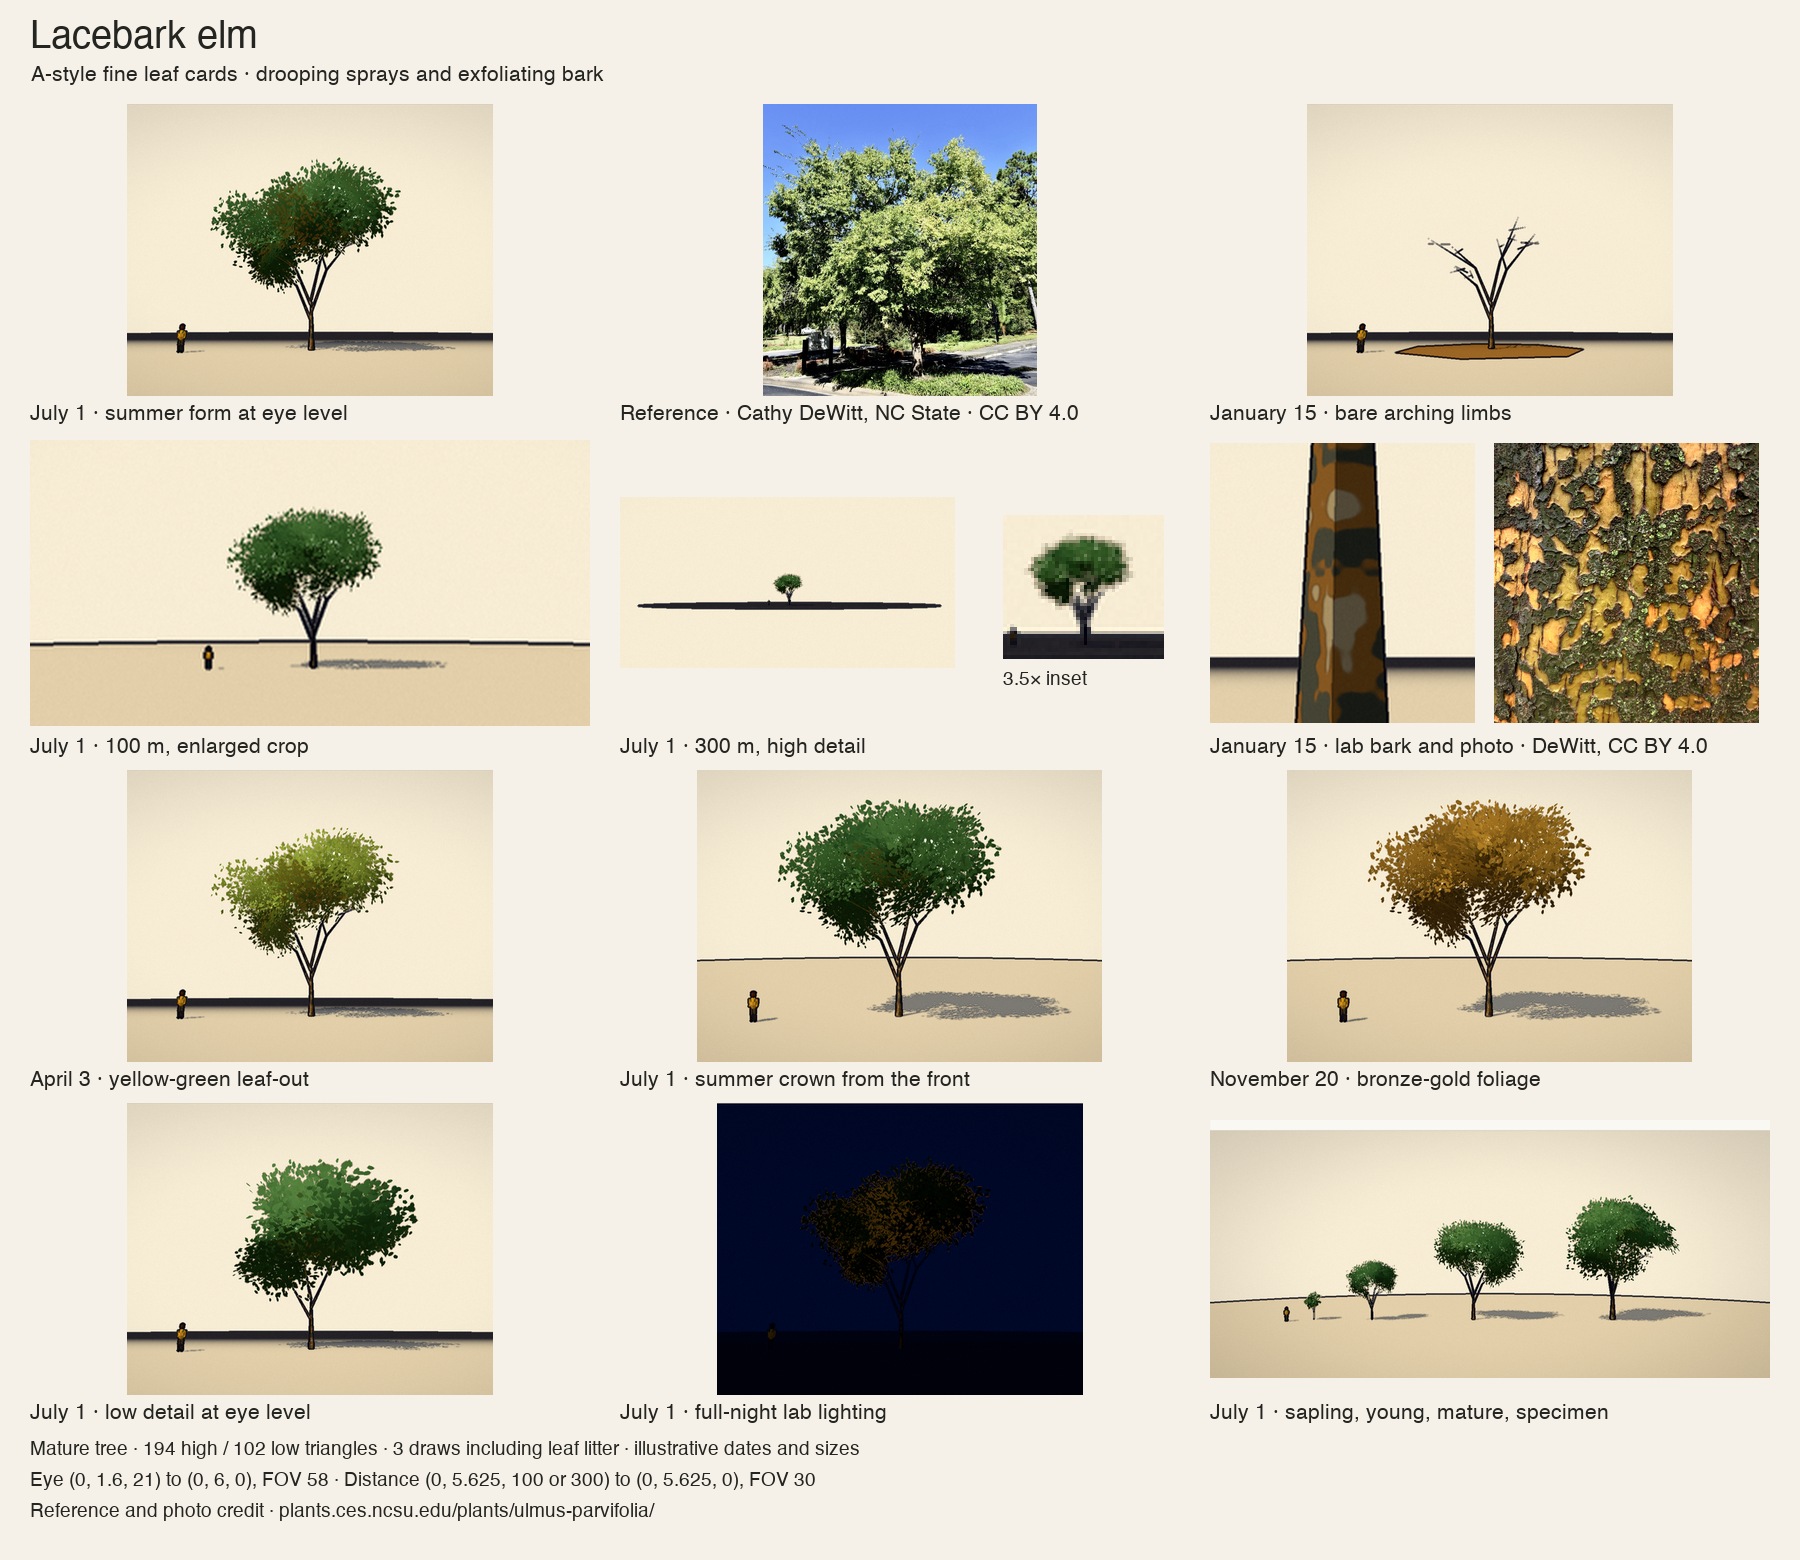 Lacebark elm
A-style fine leaf cards · drooping sprays and exfoliating bark
July 1 · summer form at eye level
Reference · Cathy DeWitt, NC State · CC BY 4.0
January 15 · bare arching limbs
3.5× inset
July 1 · 100 m, enlarged crop
July 1 · 300 m, high detail
January 15 · lab bark and photo · DeWitt, CC BY 4.0
April 3 · yellow-green leaf-out
July 1 · summer crown from the front
November 20 · bronze-gold foliage
July 1 · low detail at eye level
July 1 · full-night lab lighting
July 1 · sapling, young, mature, specimen
Mature tree · 194 high / 102 low triangles · 3 draws including leaf litter · illustrative dates and sizes
Eye (0, 1.6, 21) to (0, 6, 0), FOV 58 · Distance (0, 5.625, 100 or 300) to (0, 5.625, 0), FOV 30
Reference and photo credit · plants.ces.ncsu.edu/plants/ulmus-parvifolia/